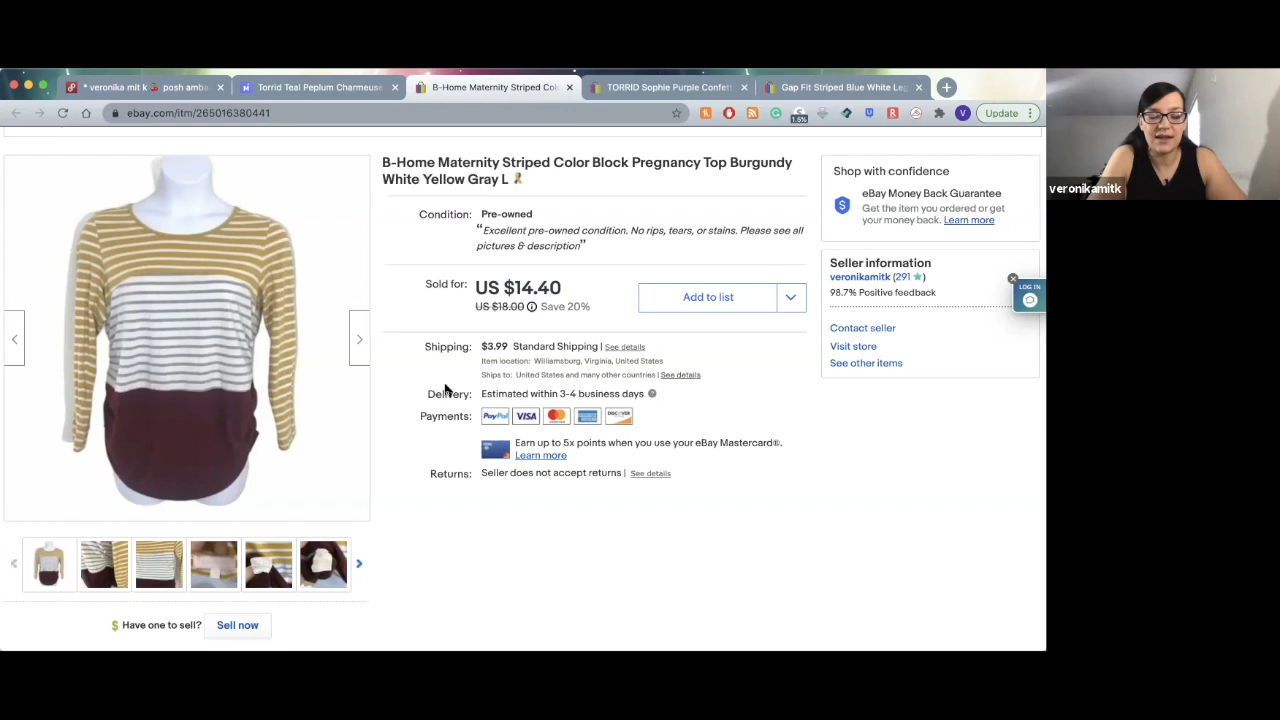 * veronika mit k 🍒 posh amba
Torrid Teal Peplum Charmeuse
B-Home Maternity Striped Col
TORRID Sophie Purple Confett
Gap Fit Striped Blue White Leg
ebay.com/itm/265016380441
1.5%
V
Update
B-Home Maternity Striped Color Block Pregnancy Top Burgundy
White Yellow Gray L 🎗
Condition: Pre-owned
"Excellent pre-owned condition. No rips, tears, or stains. Please see all
pictures & description"
Sold for: US $14.40
US $18.00 Save 20%
Add to list
Shipping: $3.99 Standard Shipping | See details
Item location: Williamsburg, Virginia, United States
Ships to: United States and many other countries | See details
Delivery: Estimated within 3-4 business days
Payments: PayPal VISA DISCOVER
Earn up to 5x points when you use your eBay Mastercard®.
Learn more
Returns: Seller does not accept returns | See details
Shop with confidence
eBay Money Back Guarantee
Get the item you ordered or get
your money back. Learn more
Seller information
veronikamitk (291 ★)
98.7% Positive feedback
Contact seller
Visit store
See other items
LOG IN
Have one to sell? Sell now
veronikamitk